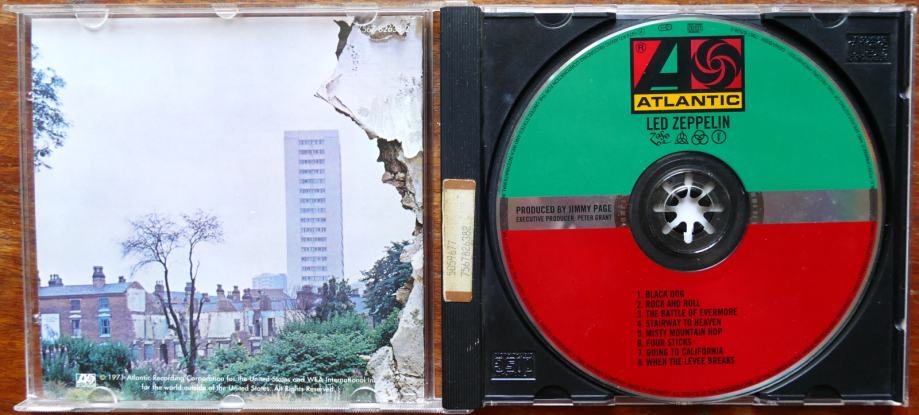 © 1971 Atlantic Recording Corporation for the United States and WEA International In
for the world outside of the United States. All Rights Reserved.
5059677
7567826382
®
ATLANTIC
LED ZEPPELIN
PRODUCED BY JIMMY PAGE
EXECUTIVE PRODUCER: PETER GRANT
1. BLACK DOG
2. ROCK AND ROLL
3. THE BATTLE OF EVERMORE
4. STAIRWAY TO HEAVEN
5. MISTY MOUNTAIN HOP
6. FOUR STICKS
7. GOING TO CALIFORNIA
8. WHEN THE LEVEE BREAKS